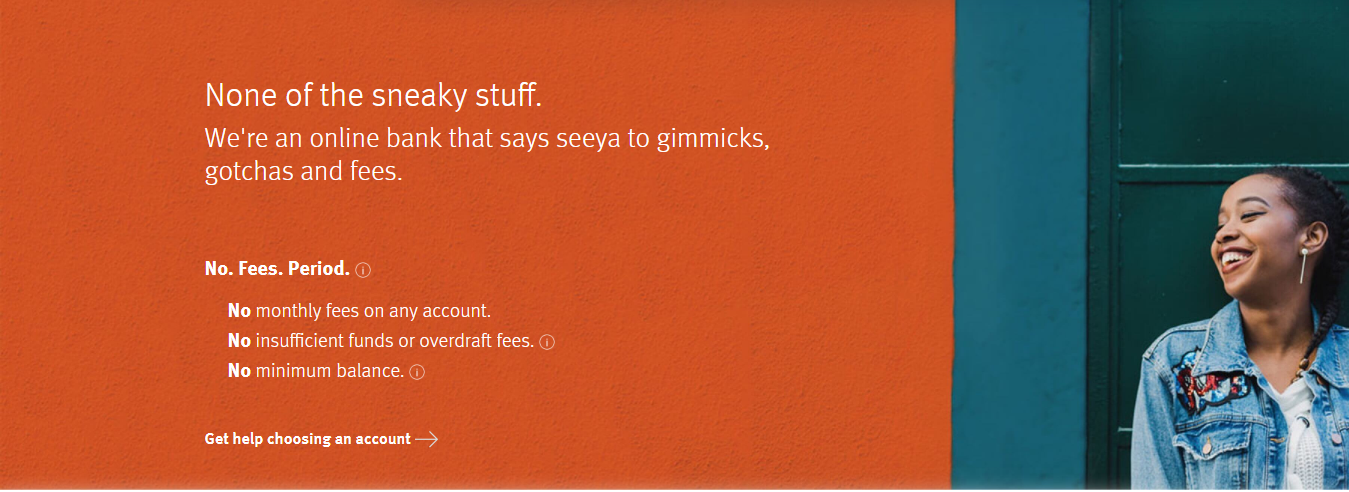 None of the sneaky stuff.
We're an online bank that says seeya to gimmicks,
gotchas and fees.
No. Fees. Period. ⓘ
No monthly fees on any account.
No insufficient funds or overdraft fees. ⓘ
No minimum balance. ⓘ
Get help choosing an account →